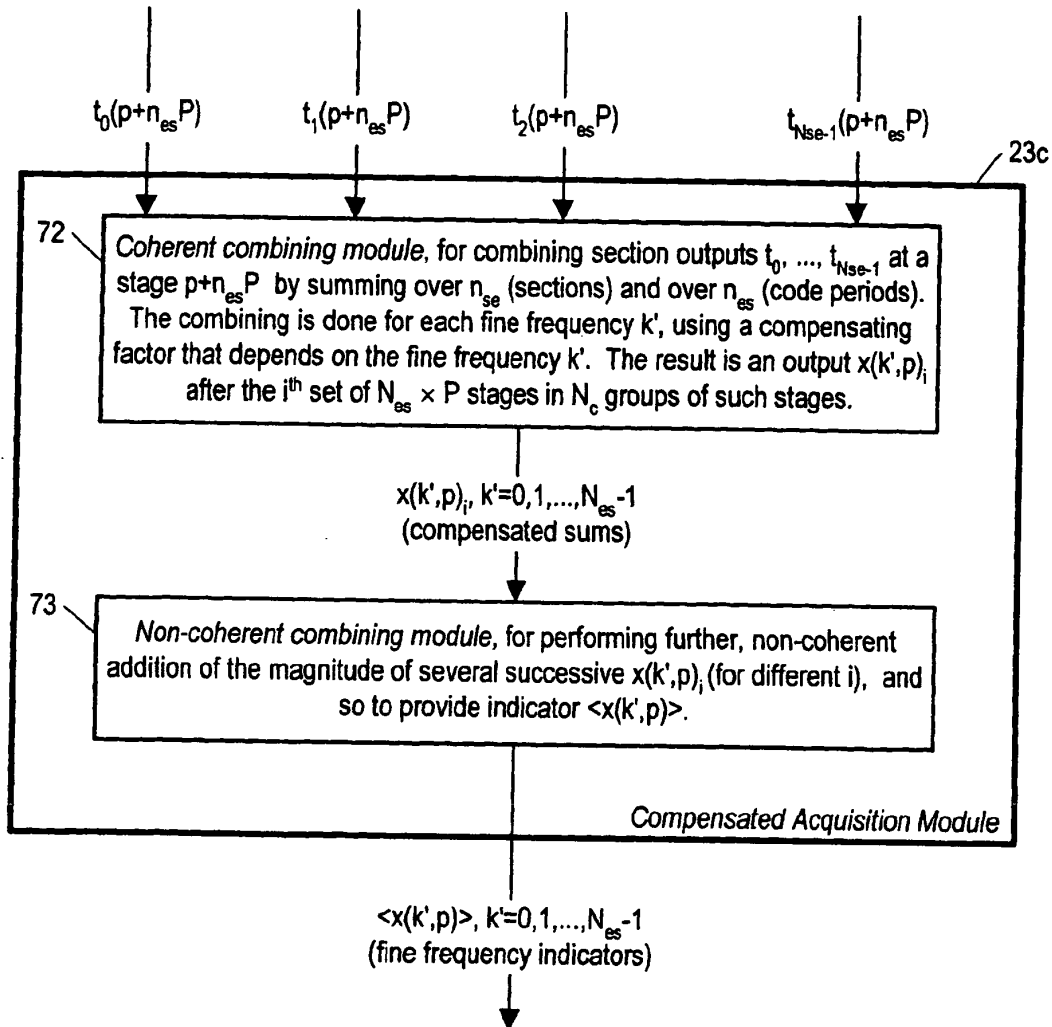 t₀(p+nₑₛP) t₁(p+nₑₛP) t₂(p+nₑₛP) t_Nse-1(p+nₑₛP)
23c
72
Coherent combining module, for combining section outputs t₀, ..., t_Nse-1 at a
stage p+nₑₛP by summing over nₛₑ (sections) and over nₑₛ (code periods).
The combining is done for each fine frequency k', using a compensating
factor that depends on the fine frequency k'. The result is an output x(k',p)ᵢ
after the iᵗʰ set of Nₑₛ × P stages in N_c groups of such stages.
x(k',p)ᵢ, k'=0,1,...,Nₑₛ-1
(compensated sums)
73
Non-coherent combining module, for performing further, non-coherent
addition of the magnitude of several successive x(k',p)ᵢ (for different i), and
so to provide indicator <x(k',p)>.
Compensated Acquisition Module
<x(k',p)>, k'=0,1,...,Nₑₛ-1
(fine frequency indicators)